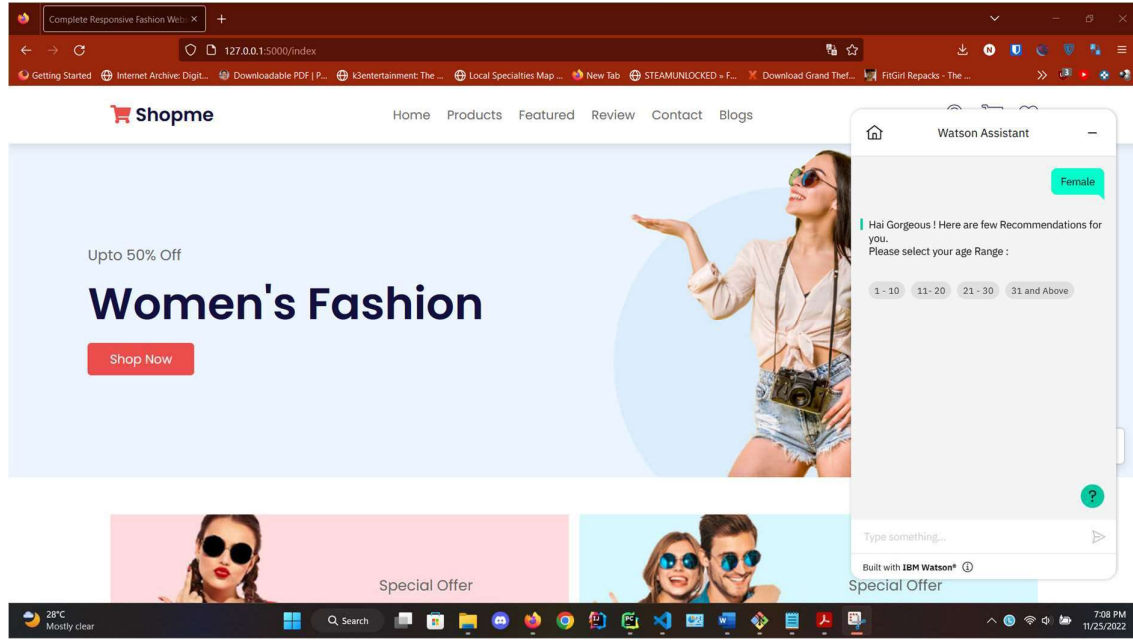 Complete Responsive Fashion Webs
127.0.0.1:5000/index
Getting Started Internet Archive: Digit... Downloadable PDF | P... k3entertainment: The ... Local Specialties Map ... New Tab STEAMUNLOCKED » F... Download Grand Thef... FitGirl Repacks - The ...
Shopme
Home Products Featured Review Contact Blogs
Upto 50% Off
Women's Fashion
Shop Now
Special Offer
Special Offer
Watson Assistant
Female
Hai Gorgeous ! Here are few Recommendations for
you.
Please select your age Range :
1 - 10 11- 20 21 - 30 31 and Above
Type something...
Built with IBM Watson®
28°C
Mostly clear
Search
7:08 PM
11/25/2022